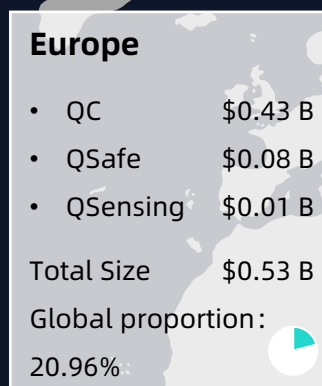 Europe
• QC $0.43 B
• QSafe $0.08 B
• QSensing $0.01 B
Total Size $0.53 B
Global proportion:
20.96%